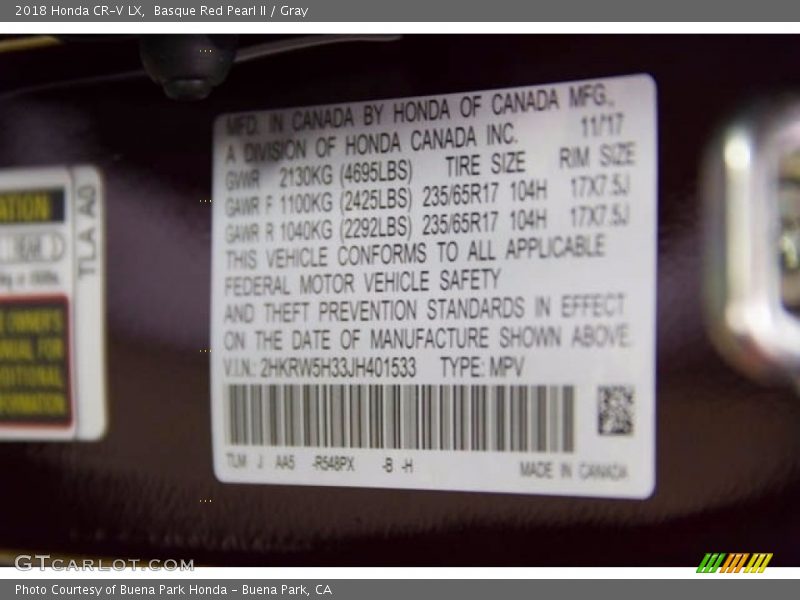 2018 Honda CR-V LX, Basque Red Pearl II / Gray
MFD. IN CANADA BY HONDA OF CANADA MFG.,
A DIVISION OF HONDA CANADA INC. 11/17
GVWR 2130KG (4695LBS) TIRE SIZE RIM SIZE
GAWR F 1100KG (2425LBS) 235/65R17 104H 17X7.5J
GAWR R 1040KG (2292LBS) 235/65R17 104H 17X7.5J
THIS VEHICLE CONFORMS TO ALL APPLICABLE
FEDERAL MOTOR VEHICLE SAFETY
AND THEFT PREVENTION STANDARDS IN EFFECT
ON THE DATE OF MANUFACTURE SHOWN ABOVE.
V.I.N.: 2HKRW5H33JH401533 TYPE: MPV
TLM J AA5 -R548PX -B -H
MADE IN CANADA
TLA A0
GTCARLOT.COM
Photo Courtesy of Buena Park Honda - Buena Park, CA